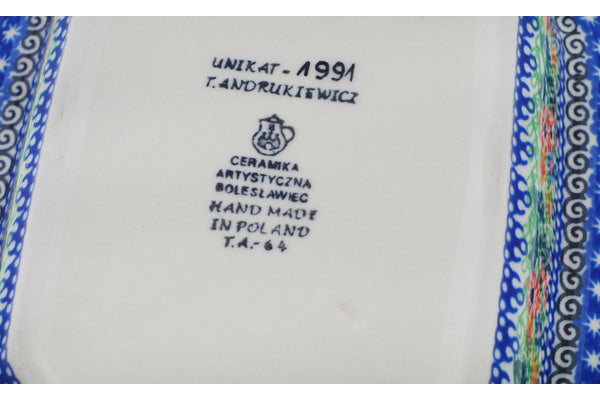 UNIKAT - 1991
T. ANDRUKIEWICZ
CERAMIKA
ARTYSTYCZNA
BOLESŁAWIEC
HAND MADE
IN POLAND
T.A.-64